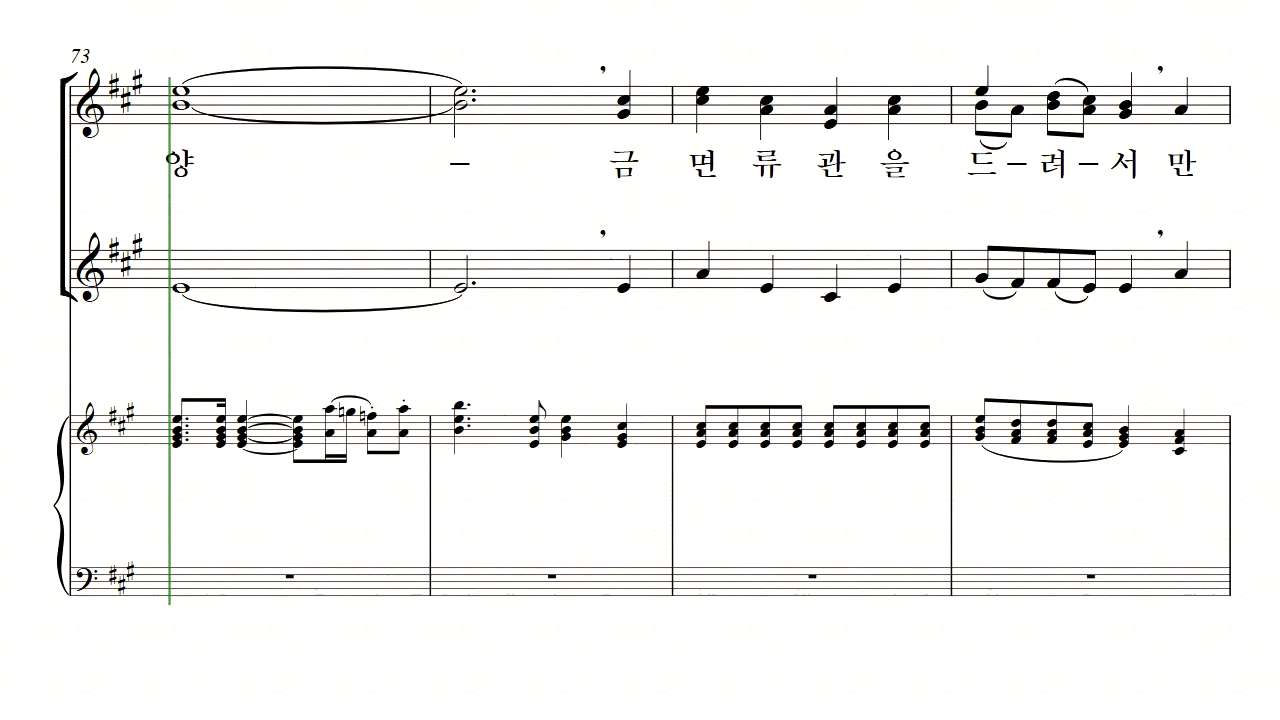 73
양 – 금 면 류 관 을 드 – 려 – 서 만